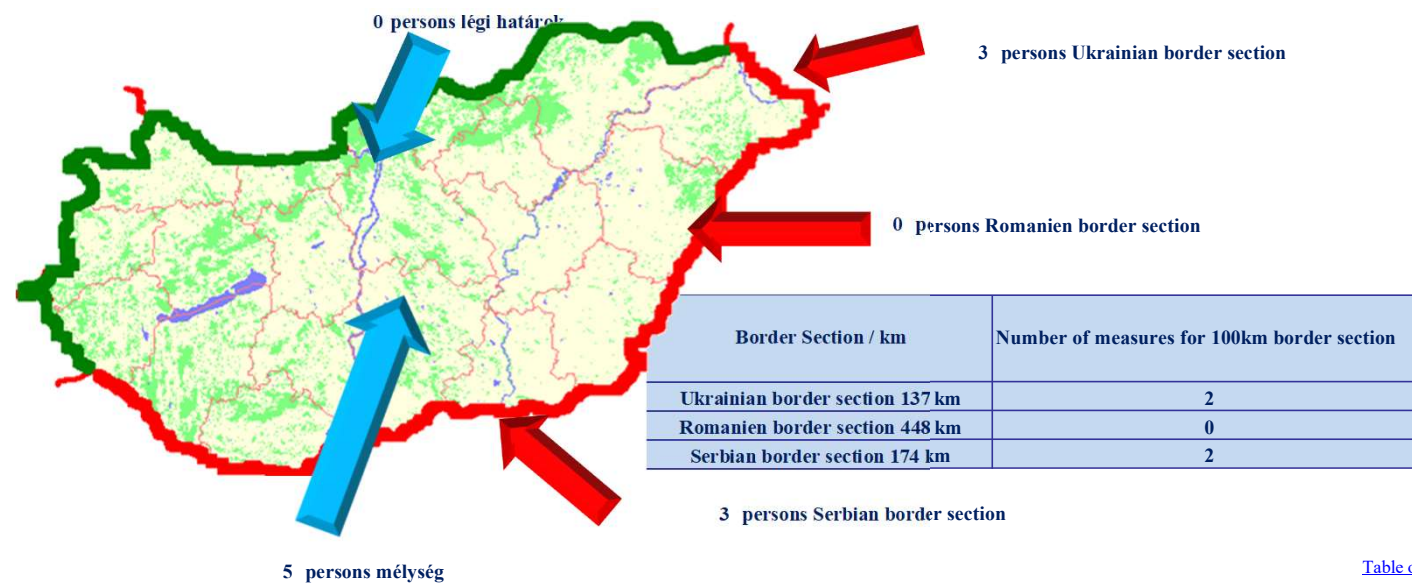 0 persons légi határok
3 persons Ukrainian border section
0 persons Romanien border section
Border Section / km
Number of measures for 100km border section
Ukrainian border section 137 km
2
Romanien border section 448 km
0
Serbian border section 174 km
2
3 persons Serbian border section
5 persons mélység
Table